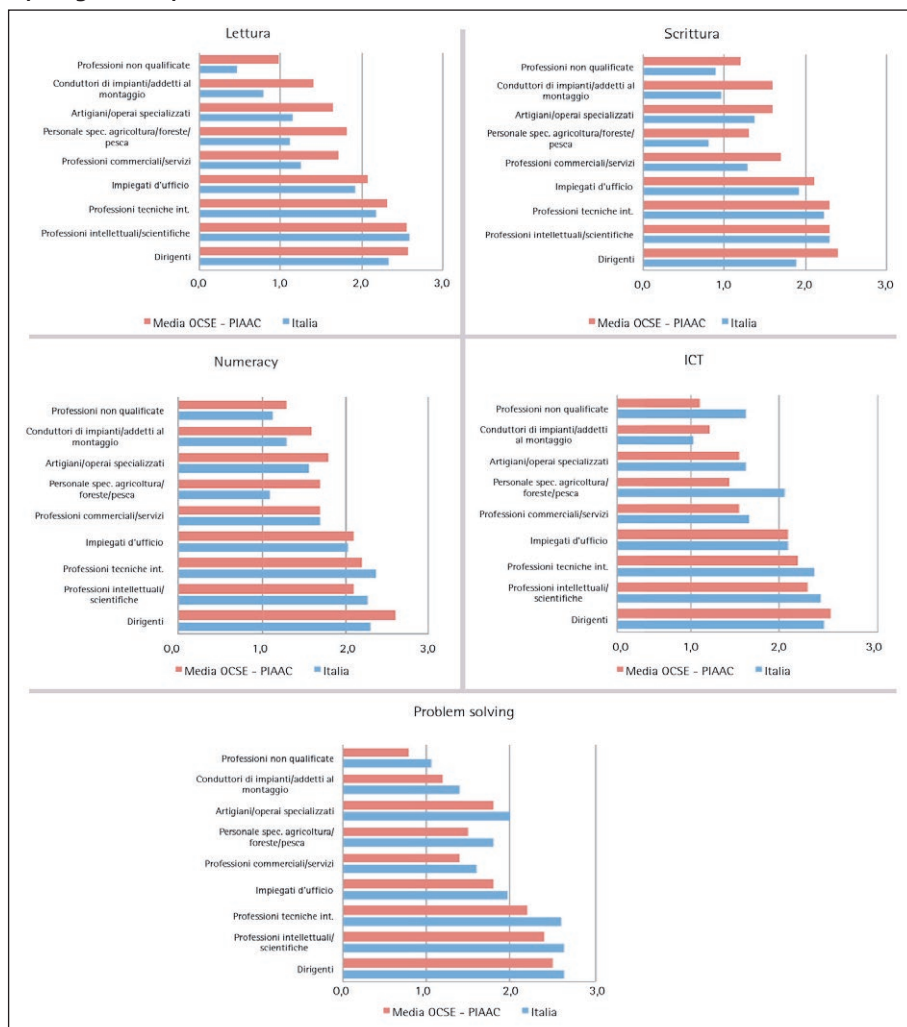 Lettura
Professioni non qualificate
Conduttori di impianti/addetti al
montaggio
Artigiani/operai specializzati
Personale spec. agricoltura/foreste/
pesca
Professioni commerciali/servizi
Impiegati d'ufficio
Professioni tecniche int.
Professioni intellettuali/scientifiche
Dirigenti
0,0 1,0 2,0 3,0
Media OCSE - PIAAC Italia
Scrittura
Professioni non qualificate
Conduttori di impianti/addetti
al montaggio
Artigiani/operai specializzati
Personale spec. agricoltura/foreste/
pesca
Professioni commerciali/servizi
Impiegati d'ufficio
Professioni tecniche int.
Professioni intellettuali/scientifiche
Dirigenti
0,0 1,0 2,0 3,0
Media OCSE - PIAAC Italia
Numeracy
Professioni non qualificate
Conduttori di impianti/addetti al
montaggio
Artigiani/operai specializzati
Personale spec. agricoltura/
foreste/pesca
Professioni commerciali/servizi
Impiegati d'ufficio
Professioni tecniche int.
Professioni intellettuali/
scientifiche
Dirigenti
0,0 1,0 2,0 3,0
Media OCSE - PIAAC Italia
ICT
Professioni non qualificate
Conduttori di impianti/addetti
al montaggio
Artigiani/operai specializzati
Personale spec. agricoltura/
foreste/pesca
Professioni commerciali/servizi
Impiegati d'ufficio
Professioni tecniche int.
Professioni intellettuali/
scientifiche
Dirigenti
0,0 1,0 2,0 3,0
Media OCSE - PIAAC Italia
Problem solving
Professioni non qualificate
Conduttori di impianti/addetti al
montaggio
Artigiani/operai specializzati
Personale spec. agricoltura/
foreste/pesca
Professioni commerciali/servizi
Impiegati d'ufficio
Professioni tecniche int.
Professioni intellettuali/
scientifiche
Dirigenti
0,0 1,0 2,0 3,0
Media OCSE - PIAAC Italia